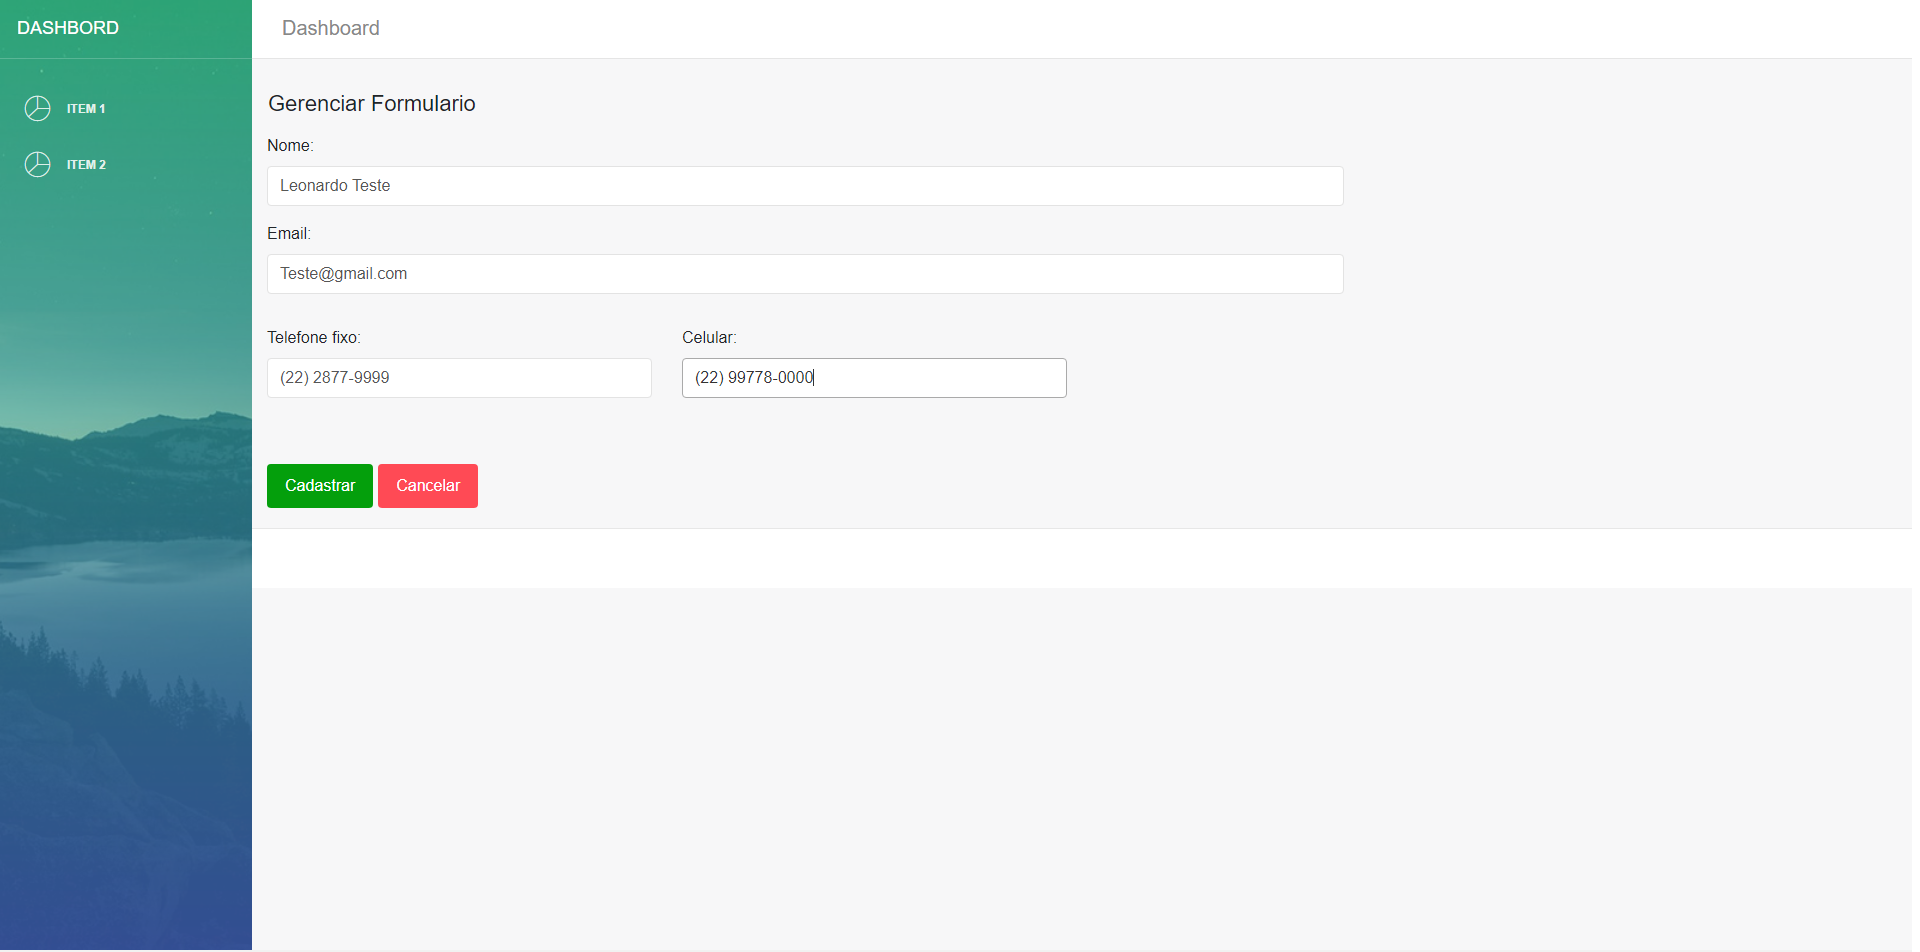 DASHBORD
Dashboard
ITEM 1
ITEM 2
Gerenciar Formulario
Nome:
Leonardo Teste
Email:
Teste@gmail.com
Telefone fixo: Celular:
(22) 2877-9999 (22) 99778-0000
Cadastrar Cancelar